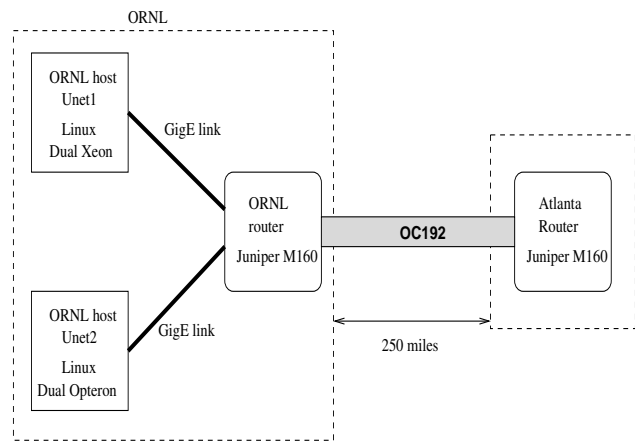 ORNL
ORNL host
Unet1
Linux
Dual Xeon
GigE link
ORNL
router
Juniper M160
OC192
Atlanta
Router
Juniper M160
250 miles
ORNL host
Unet2
Linux
Dual Opteron
GigE link